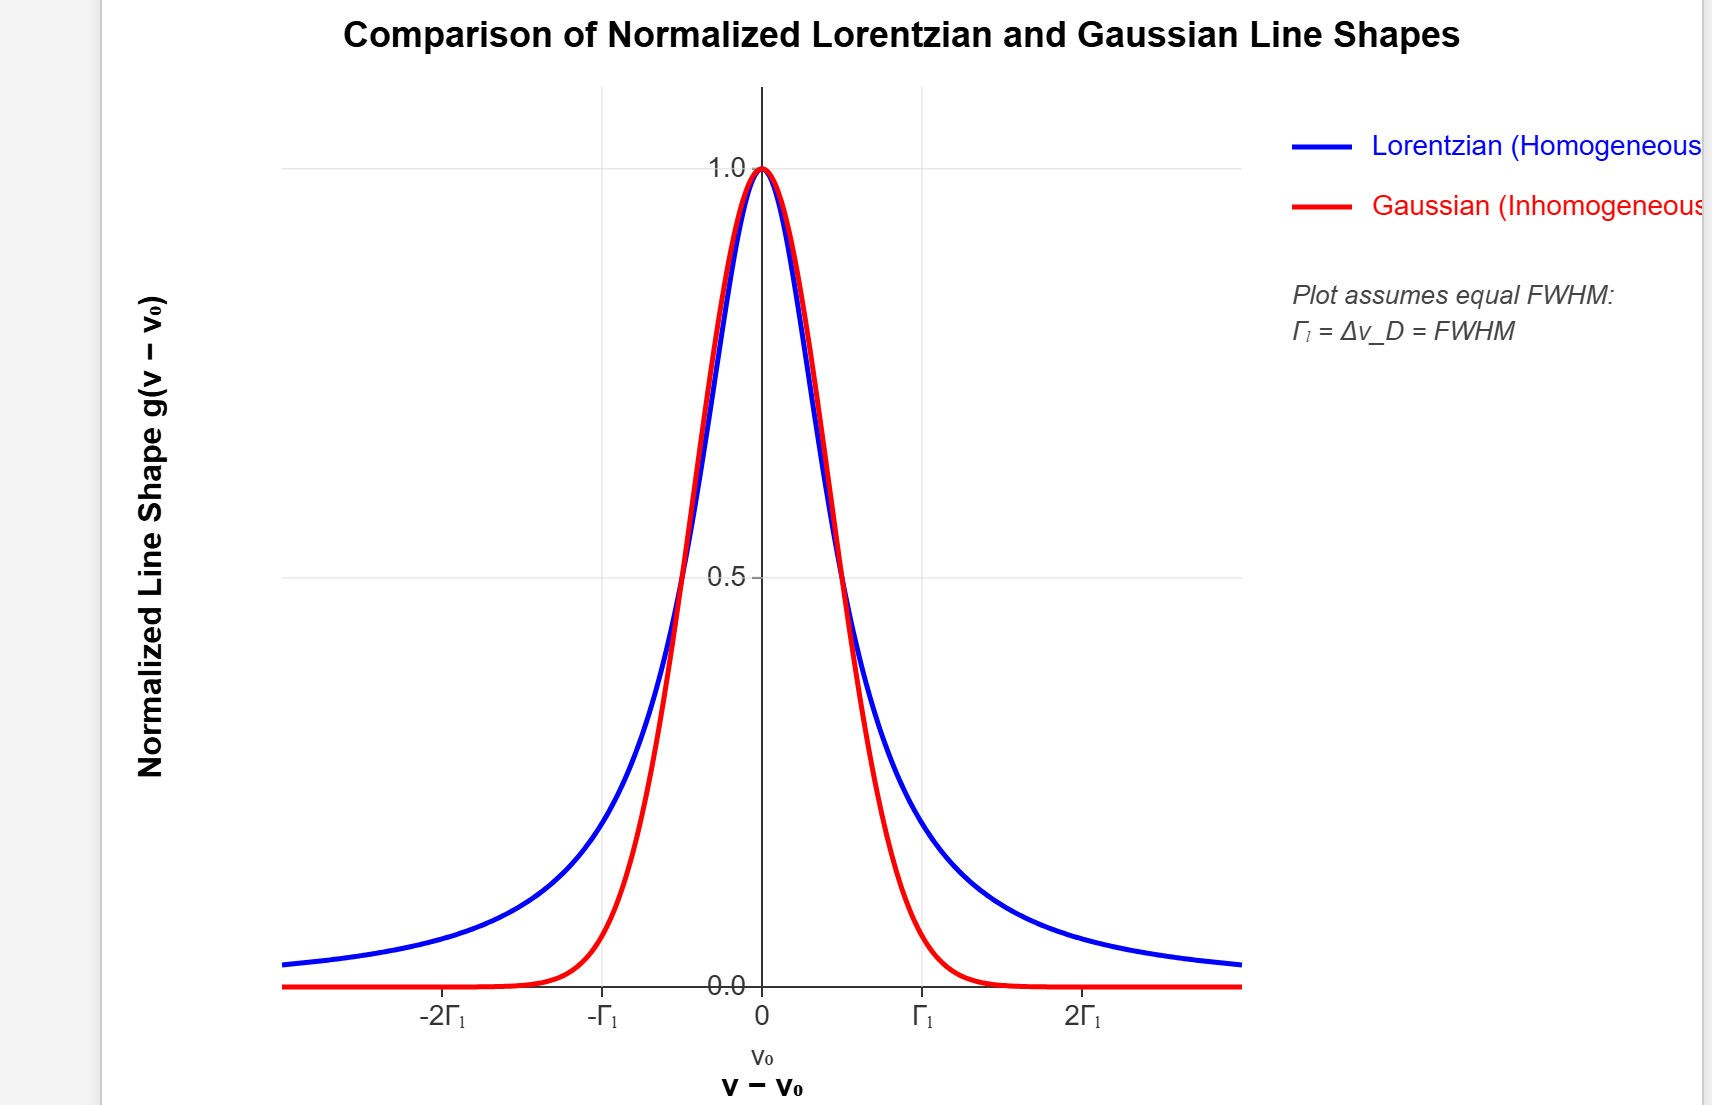 Comparison of Normalized Lorentzian and Gaussian Line Shapes
Normalized Line Shape g(ν − ν₀)
1.0
0.5
0.0
-2Γₗ
-Γₗ
0
Γₗ
2Γₗ
ν₀
ν − ν₀
Lorentzian (Homogeneous
Gaussian (Inhomogeneous
Plot assumes equal FWHM:
Γₗ = Δν_D = FWHM